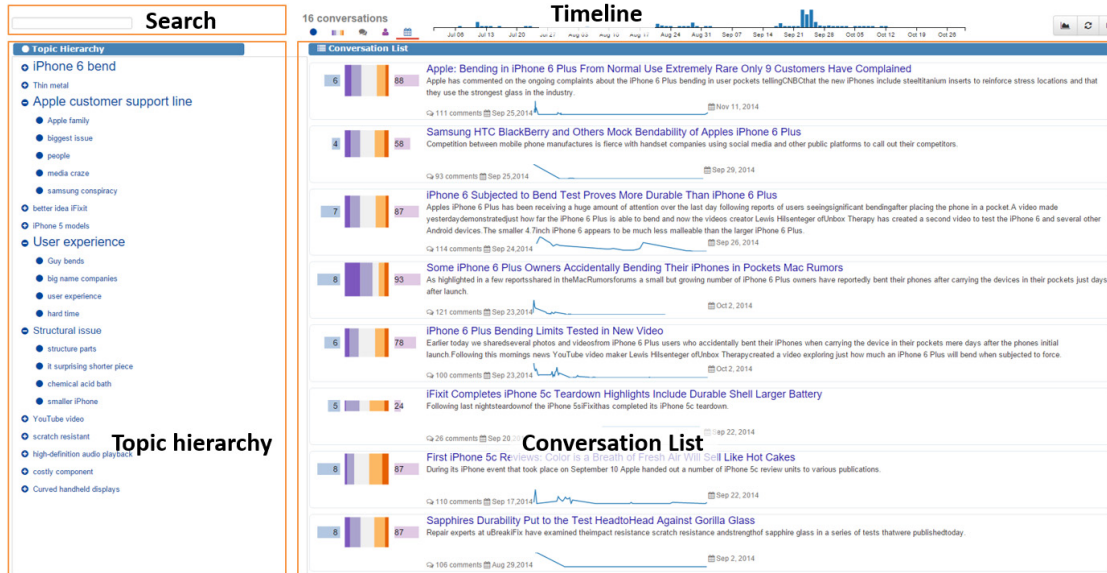 Search
16 conversations
Timeline
Jul 08 Jul 13 Jul 20 Jul 27 Aug 03 Aug 10 Aug 17 Aug 24 Aug 31 Sep 07 Sep 14 Sep 21 Sep 28 Oct 05 Oct 12 Oct 19 Oct 26
Topic Hierarchy
iPhone 6 bend
Thin metal
Apple customer support line
Apple family
biggest issue
people
media craze
samsung conspiracy
better idea iFixit
iPhone 5 models
User experience
Guy bends
big name companies
user experience
hard time
Structural issue
structure parts
it surprising shorter piece
chemical acid bath
smaller iPhone
YouTube video
scratch resistant
high-definition audio playback
costly component
Curved handheld displays
Topic hierarchy
Conversation List
6 88
Apple: Bending in iPhone 6 Plus From Normal Use Extremely Rare Only 9 Customers Have Complained
Apple has commented on the ongoing complaints about the iPhone 6 Plus bending in user pockets tellingCNBCthat the new iPhones include steeltitanium inserts to reinforce stress locations and that
they use the strongest glass in the industry.
111 comments Sep 25,2014 Nov 11, 2014
4 58
Samsung HTC BlackBerry and Others Mock Bendability of Apples iPhone 6 Plus
Competition between mobile phone manufactures is fierce with handset companies using social media and other public platforms to call out their competitors.
93 comments Sep 25,2014 Sep 29, 2014
7 87
iPhone 6 Subjected to Bend Test Proves More Durable Than iPhone 6 Plus
Apples iPhone 6 Plus has been receiving a huge amount of attention over the last day following reports of users seeingsignificant bendingafter placing the phone in a pocket.A video made
yesterdaydemonstratedjust how far the iPhone 6 Plus is able to bend and now the videos creator Lewis Hilsenteger ofUnbox Therapy has created a second video to test the iPhone 6 and several other
Android devices.The smaller 4.7inch iPhone 6 appears to be much less malleable than the larger iPhone 6 Plus.
114 comments Sep 24,2014 Sep 26, 2014
8 93
Some iPhone 6 Plus Owners Accidentally Bending Their iPhones in Pockets Mac Rumors
As highlighted in a few reportsshared in theMacRumorsforums a small but growing number of iPhone 6 Plus owners have reportedly bent their phones after carrying the devices in their pockets just days
after launch.
121 comments Sep 23,2014 Oct 2, 2014
6 78
iPhone 6 Plus Bending Limits Tested in New Video
Earlier today we sharedseveral photos and videosfrom iPhone 6 Plus users who accidentally bent their iPhones when carrying the device in their pockets mere days after the phones initial
launch.Following this mornings news YouTube video maker Lewis Hilsenteger ofUnbox Therapycreated a video exploring just how much an iPhone 6 Plus will bend when subjected to force.
100 comments Sep 23,2014 Oct 2, 2014
5 24
iFixit Completes iPhone 5c Teardown Highlights Include Durable Shell Larger Battery
Following last nightsteardownof the iPhone 5siFixithas completed its iPhone 5c teardown.
26 comments Sep 20,2014 Sep 22, 2014
Conversation List
8 87
First iPhone 5c Reviews: Color is a Breath of Fresh Air Will Sell Like Hot Cakes
During its iPhone event that took place on September 10 Apple handed out a number of iPhone 5c review units to various publications.
110 comments Sep 17,2014 Sep 22, 2014
8 87
Sapphires Durability Put to the Test HeadtoHead Against Gorilla Glass
Repair experts at uBreakiFix have examined theimpact resistance scratch resistance andstrengthof sapphire glass in a series of tests thatwere publishedtoday.
106 comments Aug 29,2014 Sep 2, 2014